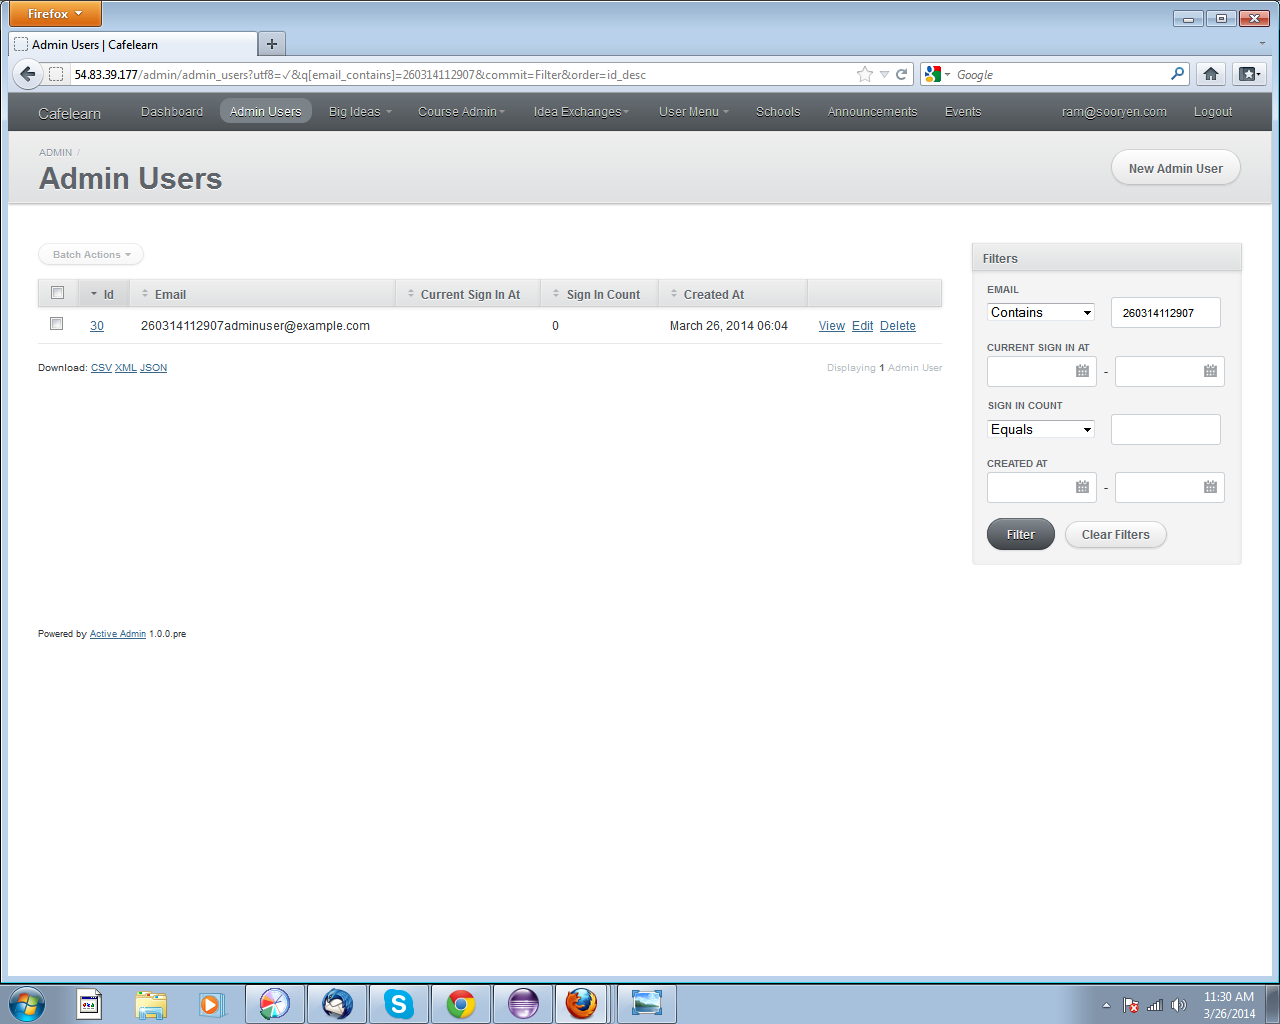 Firefox
Admin Users | Cafelearn
54.83.39.177/admin/admin_users?utf8=✓&q[email_contains]=260314112907&commit=Filter&order=id_desc
Google
Cafelearn Dashboard Admin Users Big Ideas Course Admin Idea Exchanges User Menu Schools Announcements Events ram@sooryen.com Logout
ADMIN /
Admin Users
New Admin User
Batch Actions
Id Email Current Sign In At Sign In Count Created At
30 260314112907adminuser@example.com 0 March 26, 2014 06:04 View Edit Delete
Download: CSV XML JSON
Displaying 1 Admin User
Filters
EMAIL
Contains 260314112907
CURRENT SIGN IN AT
-
SIGN IN COUNT
Equals
CREATED AT
-
Filter Clear Filters
Powered by Active Admin 1.0.0.pre
11:30 AM
3/26/2014